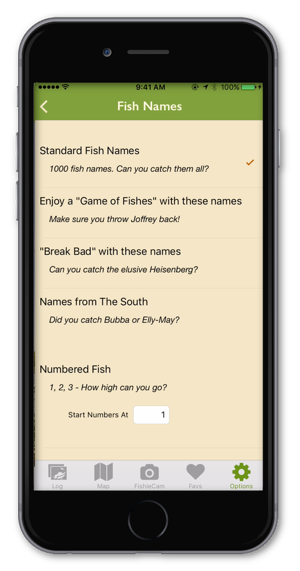 9:41 AM 100%
Fish Names
Standard Fish Names
1000 fish names. Can you catch them all?
Enjoy a "Game of Fishes" with these names
Make sure you throw Joffrey back!
"Break Bad" with these names
Can you catch the elusive Heisenberg?
Names from The South
Did you catch Bubba or Elly-May?
Numbered Fish
1, 2, 3 - How high can you go?
Start Numbers At 1
Log Map FishieCam Favs Options